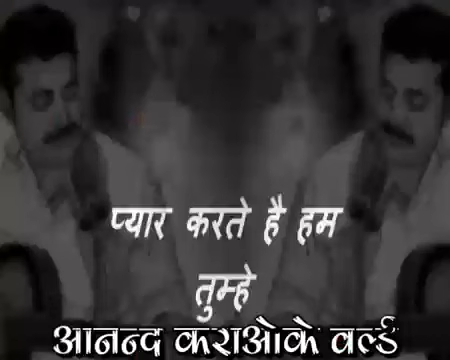 प्यार करते है हम
तुम्हे
आनन्द कराओके वर्ल्ड